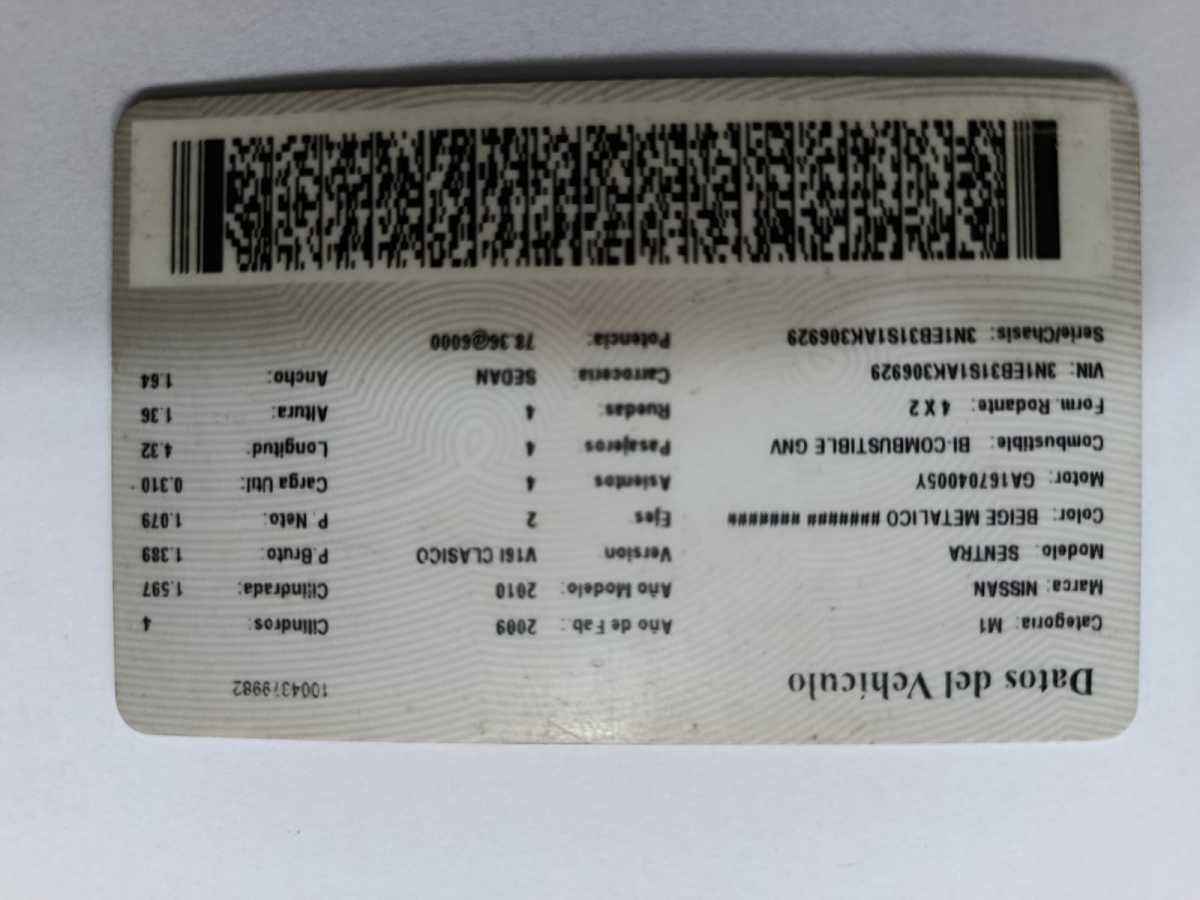 Datos del Vehiculo 1004379982
Categoria: M1 Año de Fab.: 2009 Cilindros: 4
Marca: NISSAN Año Modelo: 2010 Cilindrada: 1.597
Modelo: SENTRA Version: V16I CLASICO P.Bruto: 1.389
Color: BEIGE METALICO ####### ####### Ejes: 2 P. Neto: 1.079
Motor: GA16704005Y Asientos 4 Carga Util: 0.310
Combustible: BI-COMBUSTIBLE GNV Pasajeros 4 Longitud: 4.32
Form. Rodante: 4 X 2 Ruedas: 4 Altura: 1.36
VIN: 3N1EB31S1AK306929 Carroceria: SEDAN Ancho: 1.64
Serie/Chasis: 3N1EB31S1AK306929 Potencia: 78.36@6000